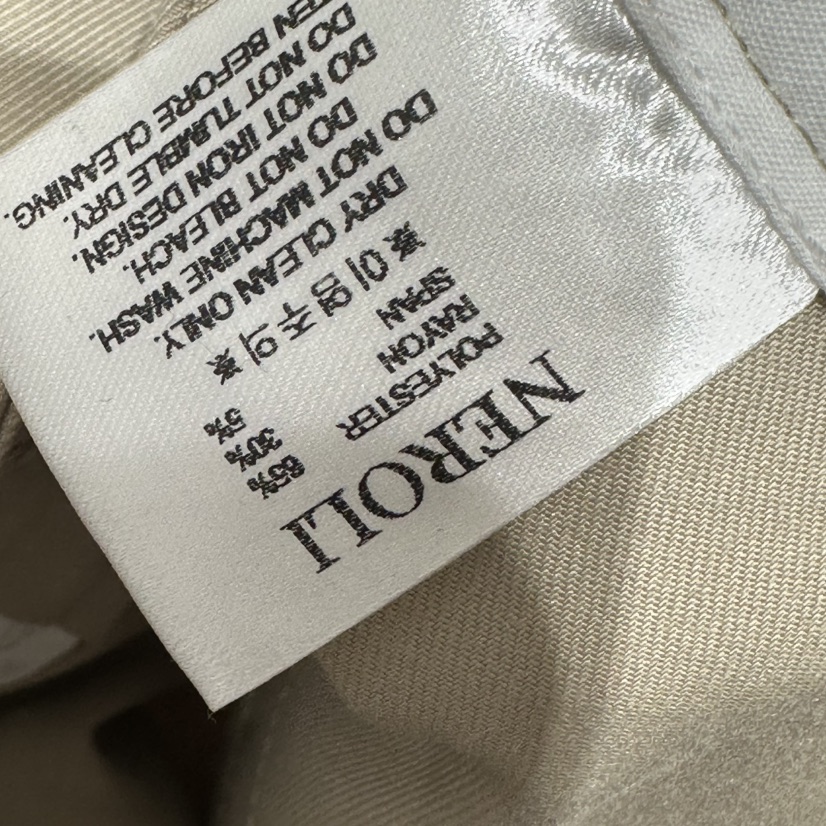 NEROLI
POLYESTER 65%
RAYON 30%
SPAN 5%
※이염주의※
DRY CLEAN ONLY.
DO NOT MACHINE WASH.
DO NOT BLEACH.
DO NOT IRON DESIGN.
DO NOT TUMBLE DRY.
BEFORE CLEANING.